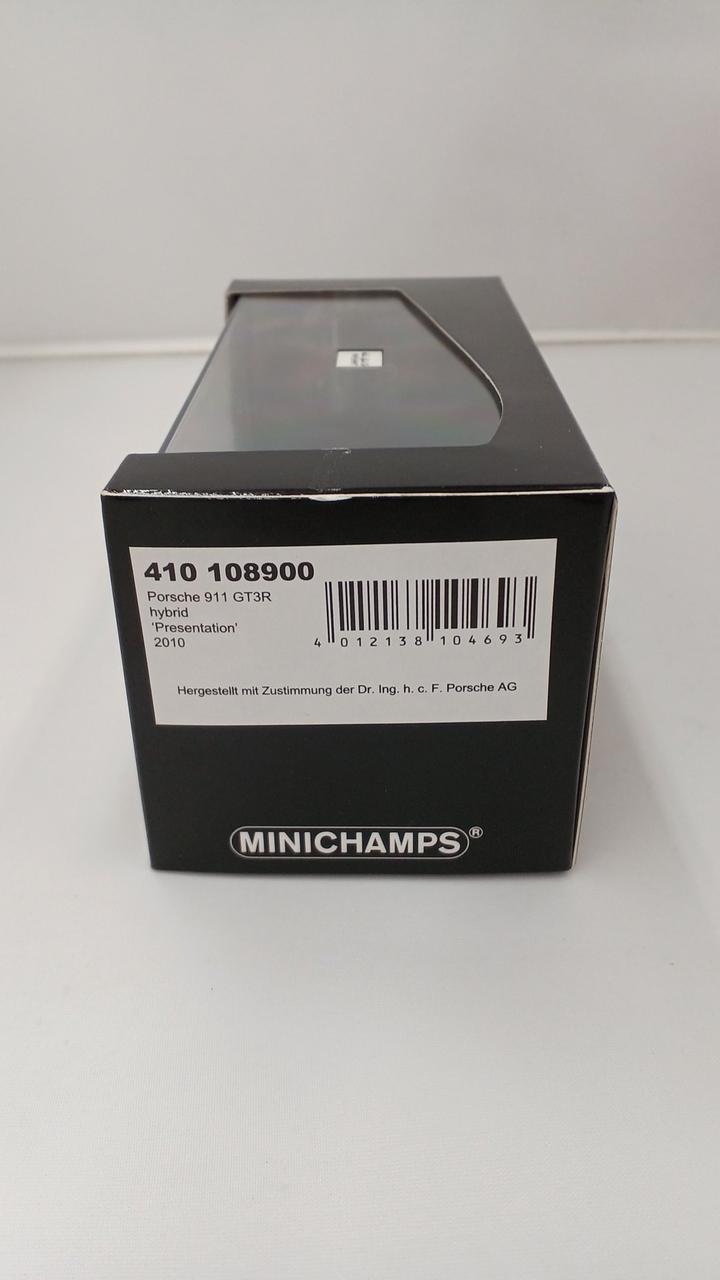 410 108900
Porsche 911 GT3R
hybrid
'Presentation'
2010
4 012138 104693
Hergestellt mit Zustimmung der Dr. Ing. h. c. F. Porsche AG
MINICHAMPS®